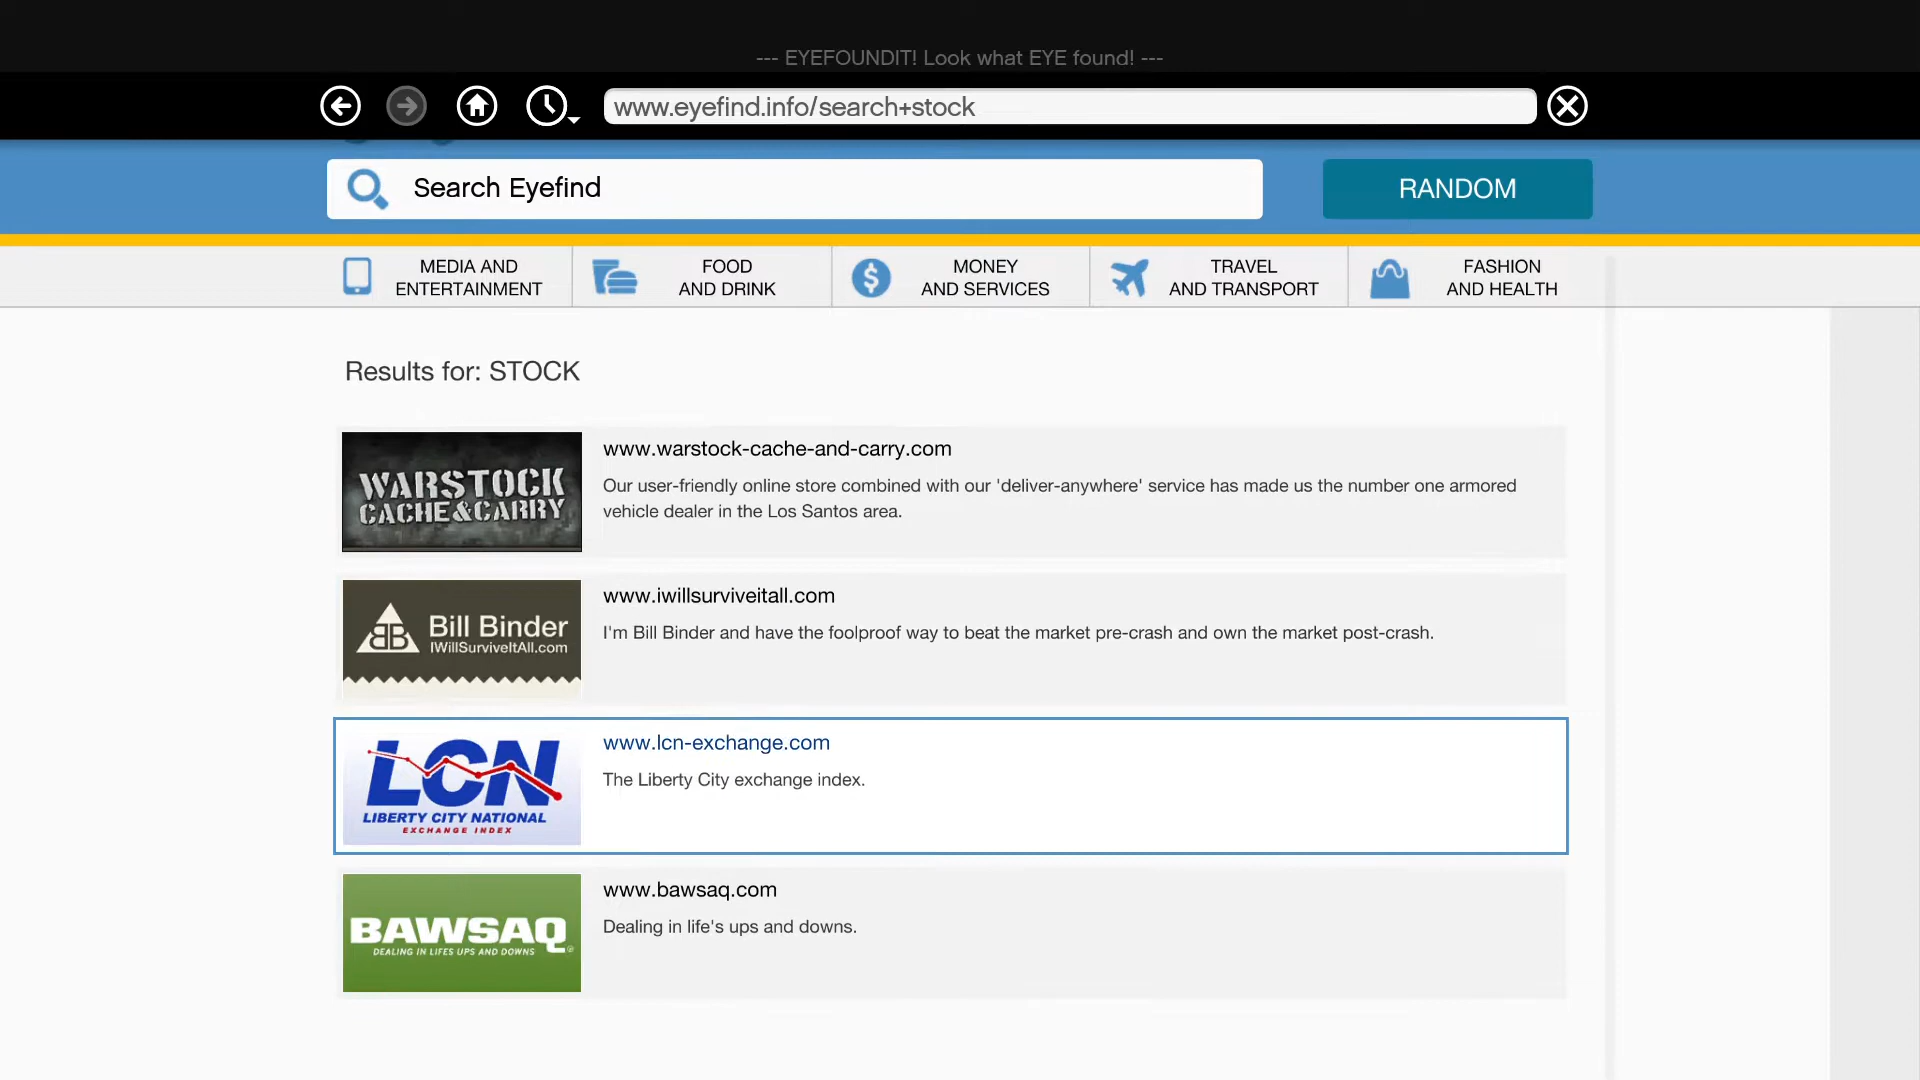 --- EYEFOUNDIT! Look what EYE found! ---
www.eyefind.info/search+stock
Search Eyefind
RANDOM
MEDIA AND
ENTERTAINMENT
FOOD
AND DRINK
MONEY
AND SERVICES
TRAVEL
AND TRANSPORT
FASHION
AND HEALTH
Results for: STOCK
WARSTOCK
CACHE&CARRY
www.warstock-cache-and-carry.com
Our user-friendly online store combined with our 'deliver-anywhere' service has made us the number one armored
vehicle dealer in the Los Santos area.
BB
Bill Binder
IWillSurviveItAll.com
www.iwillsurviveitall.com
I'm Bill Binder and have the foolproof way to beat the market pre-crash and own the market post-crash.
LCN
LIBERTY CITY NATIONAL
EXCHANGE INDEX
www.lcn-exchange.com
The Liberty City exchange index.
BAWSAQ
DEALING IN LIFES UPS AND DOWNS
www.bawsaq.com
Dealing in life's ups and downs.